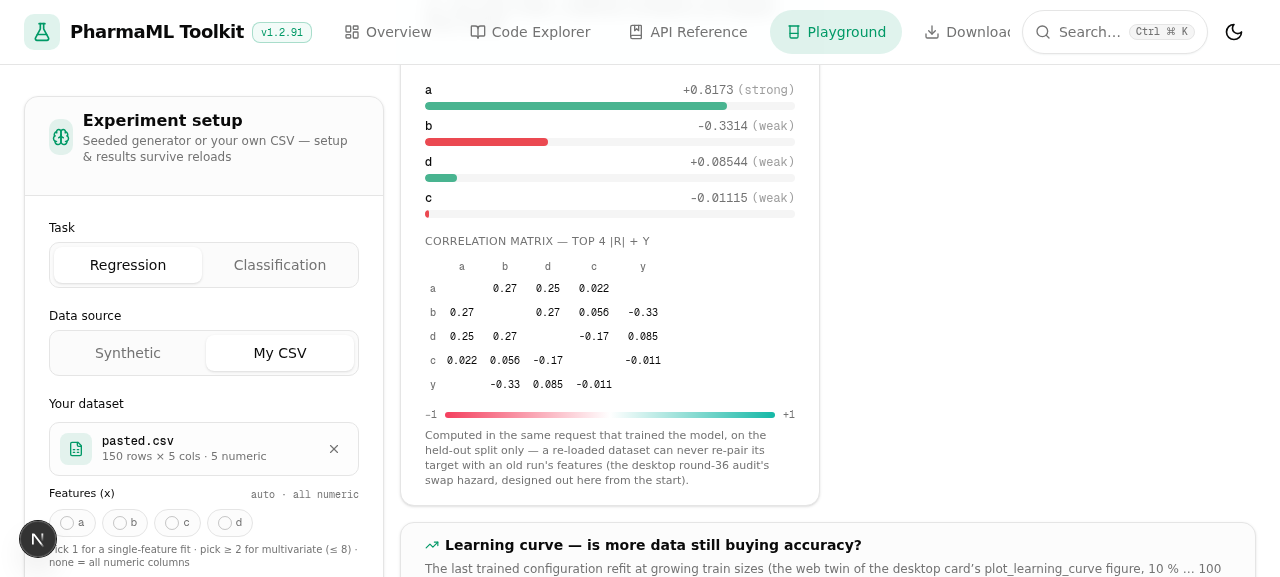 PharmaML Toolkit v1.2.91 Overview Code Explorer API Reference Playground Downloa Search… Ctrl ⌘ K
Experiment setup
Seeded generator or your own CSV — setup
& results survive reloads
Task
Regression Classification
Data source
Synthetic My CSV
Your dataset
pasted.csv
150 rows × 5 cols · 5 numeric
Features (x) auto · all numeric
a b c d
ick 1 for a single-feature fit · pick ≥ 2 for multivariate (≤ 8) ·
none = all numeric columns
N
a +0.8173 (strong)
b -0.3314 (weak)
d +0.08544 (weak)
c -0.01115 (weak)
CORRELATION MATRIX — TOP 4 |R| + Y
a b d c y
a 0.27 0.25 0.022
b 0.27 0.27 0.056 -0.33
d 0.25 0.27 -0.17 0.085
c 0.022 0.056 -0.17 -0.011
y -0.33 0.085 -0.011
-1 +1
Computed in the same request that trained the model, on the
held-out split only — a re-loaded dataset can never re-pair its
target with an old run's features (the desktop round-36 audit's
swap hazard, designed out here from the start).
Learning curve — is more data still buying accuracy?
The last trained configuration refit at growing train sizes (the web twin of the desktop card's plot_learning_curve figure, 10 % … 100